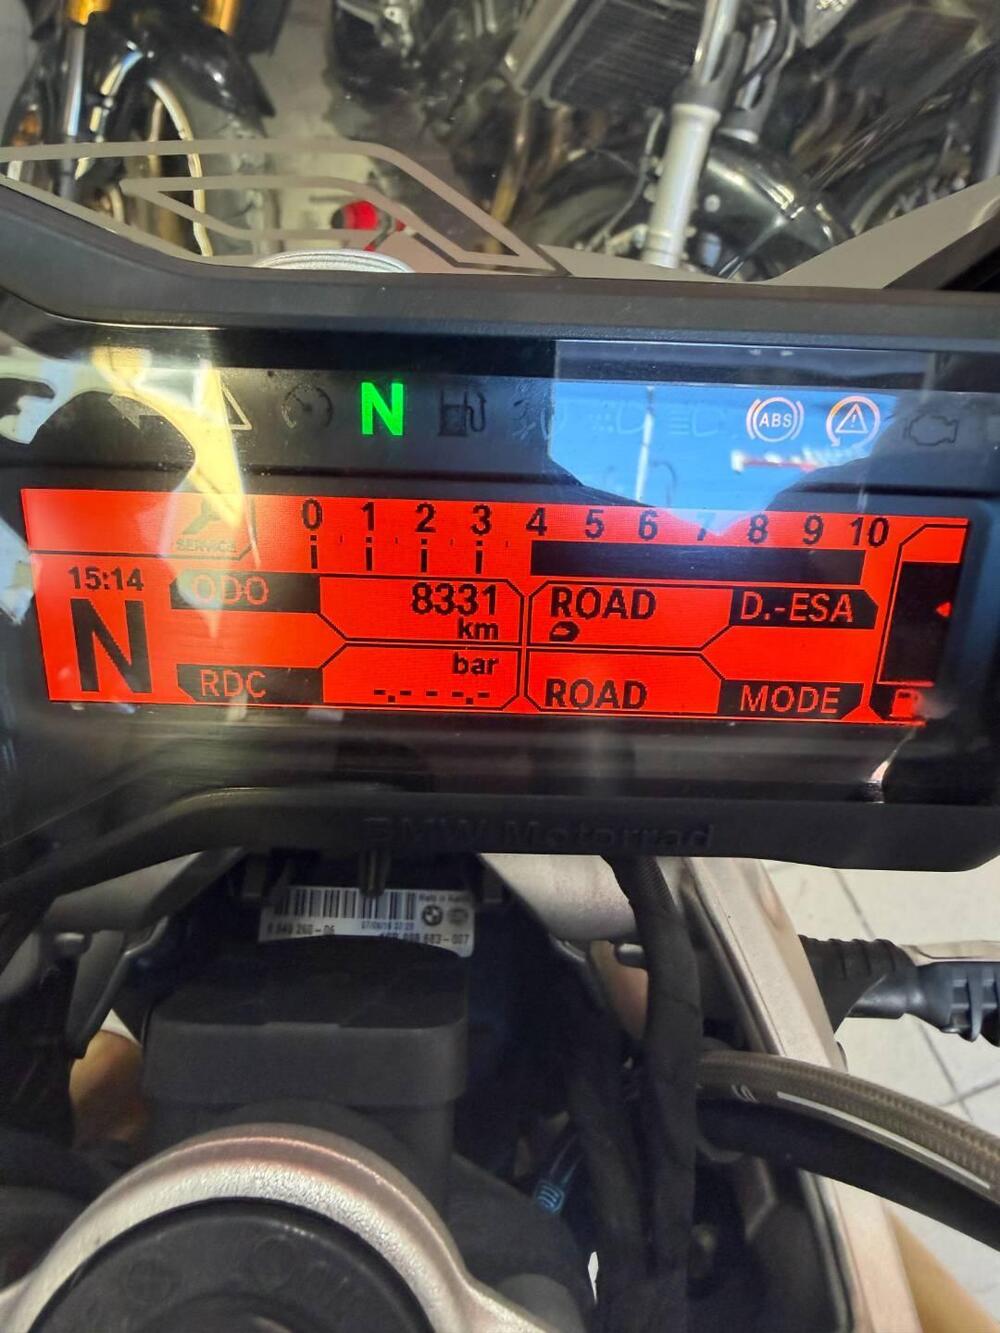 N
ABS
SERVICE
0 1 2 3 4 5 6 7 8 9 10
15:14
ODO 8331 km
ROAD D.-ESA
N
RDC bar --.- --.-
ROAD MODE
BMW Motorrad